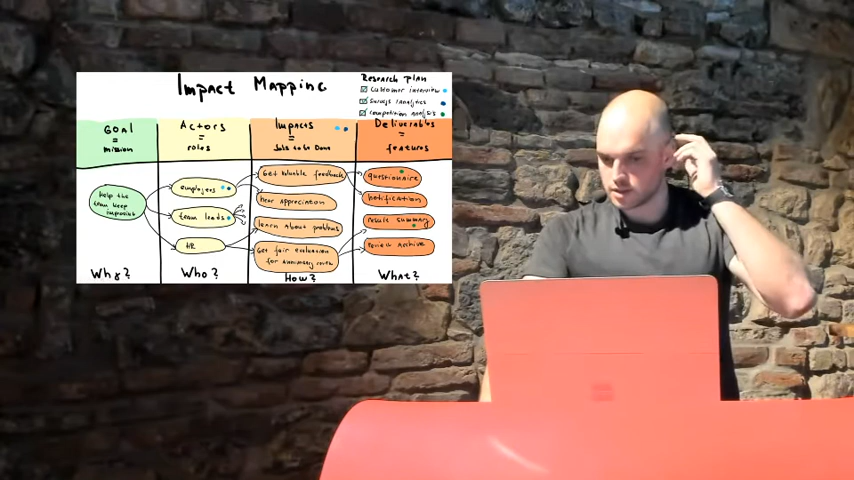 Impact Mapping
Research plan
Customer interview
Surveys (analytics)
competition analysis
Goal
=
mission
Actors
=
roles
Impacts
=
Jobs to be Done
Deliverables
=
features
Help the
team keep
improving
employees
team leads
HR
Get valuable feedback
hear appreciation
learn about problems
Get fair evaluation
for anniversary review
questionnaire
notification
result summary
review archive
Why?
Who?
How?
What?